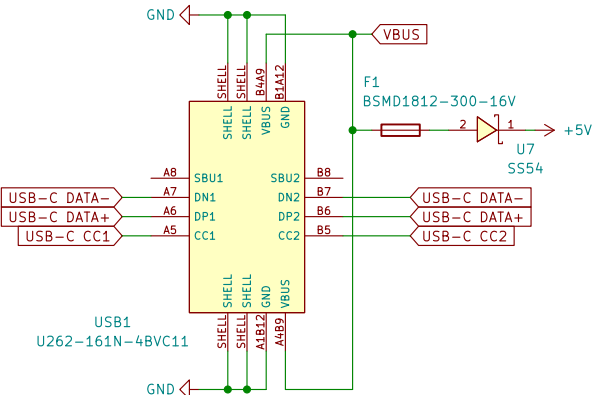 GND
VBUS
SHELL
SHELL
B4A9
B1A12
SHELL
SHELL
VBUS
GND
F1
BSMD1812-300-16V
2
1
+5V
U7
SS54
A8
SBU1
SBU2
B8
USB-C DATA-
A7
DN1
DN2
B7
USB-C DATA-
USB-C DATA+
A6
DP1
DP2
B6
USB-C DATA+
USB-C CC1
A5
CC1
CC2
B5
USB-C CC2
SHELL
SHELL
GND
VBUS
SHELL
SHELL
A1B12
A4B9
USB1
U262-161N-4BVC11
GND